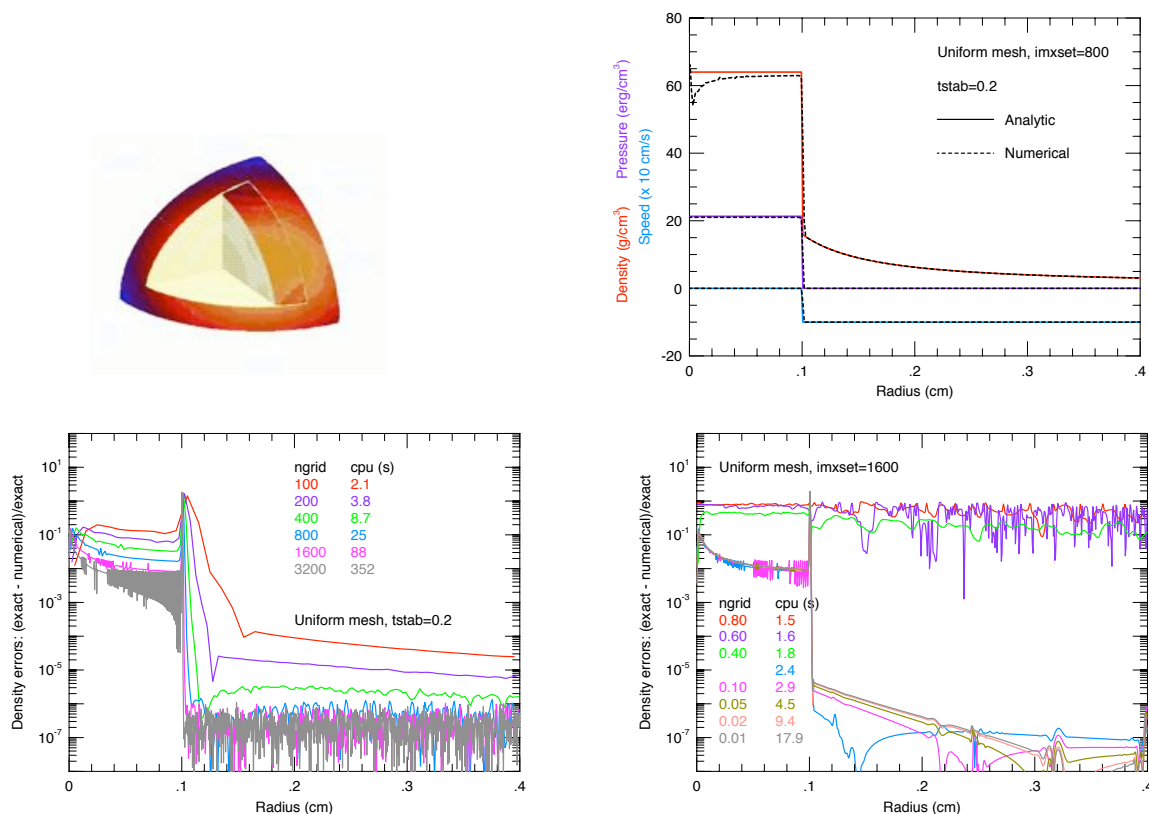 80
60
40
20
0
-20
0
.1
.2
.3
.4
Radius (cm)
Density (g/cm³)
Speed (x 10 cm/s)
Pressure (erg/cm³)
Uniform mesh, imxset=800
tstab=0.2
Analytic
Numerical
10¹
10⁻¹
10⁻³
10⁻⁵
10⁻⁷
0
.1
.2
.3
.4
Radius (cm)
Density errors: (exact - numerical)/exact
ngrid cpu (s)
100 2.1
200 3.8
400 8.7
800 25
1600 88
3200 352
Uniform mesh, tstab=0.2
10¹
10⁻¹
10⁻³
10⁻⁵
10⁻⁷
0
.1
.2
.3
.4
Radius (cm)
Density errors: (exact - numerical)/exact
Uniform mesh, imxset=1600
ngrid cpu (s)
0.80 1.5
0.60 1.6
0.40 1.8
2.4
0.10 2.9
0.05 4.5
0.02 9.4
0.01 17.9